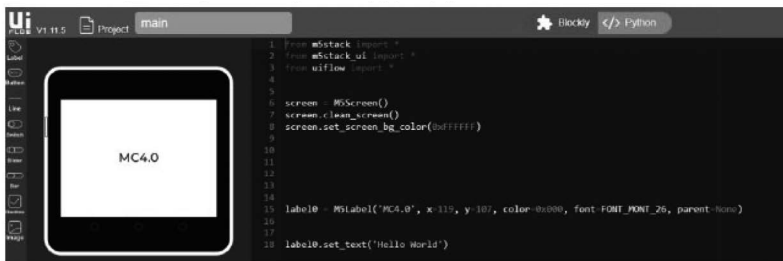 Ui FLOW V1.11.5 Project main Blockly </> Python
Label
Button
Line
Switch
Slider
Bar
Image
MC4.0
1 from m5stack import *
2 from m5stack_ui import *
3 from uiflow import *
4
5
6 screen = M5Screen()
7 screen.clean_screen()
8 screen.set_screen_bg_color(0xFFFFFF)
9
10
11
12
13
14
15 label0 = M5Label('MC4.0', x=119, y=107, color=0x000, font=FONT_MONT_26, parent=None)
16
17
18 label0.set_text('Hello World')